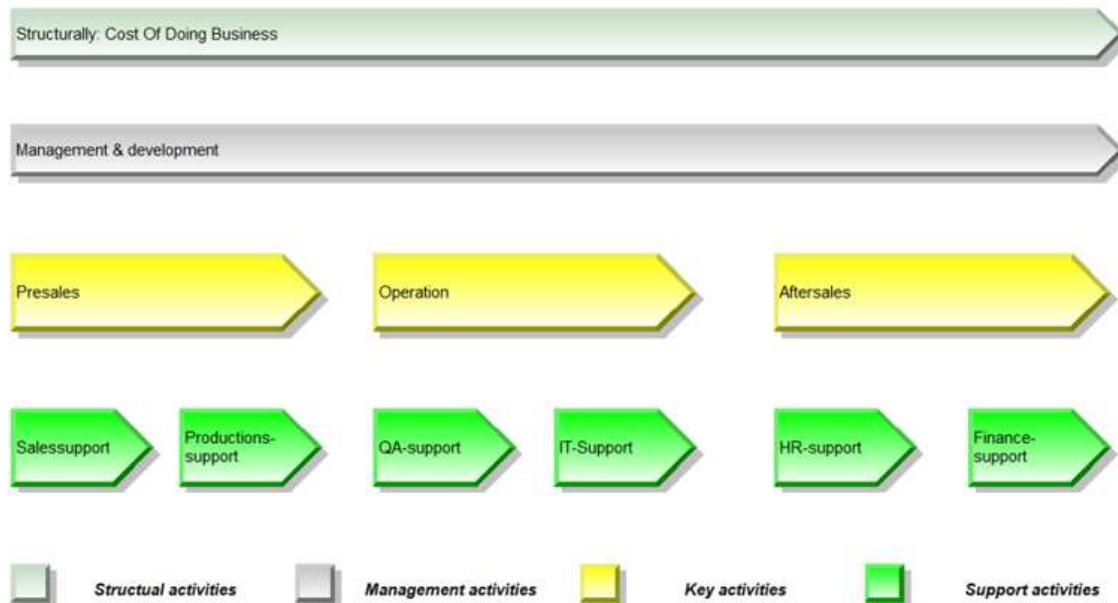 Structurally: Cost Of Doing Business
Management & development
Presales
Operation
Aftersales
Salessupport
Productions-
support
QA-support
IT-Support
HR-support
Finance-
support
Structual activities
Management activities
Key activities
Support activities